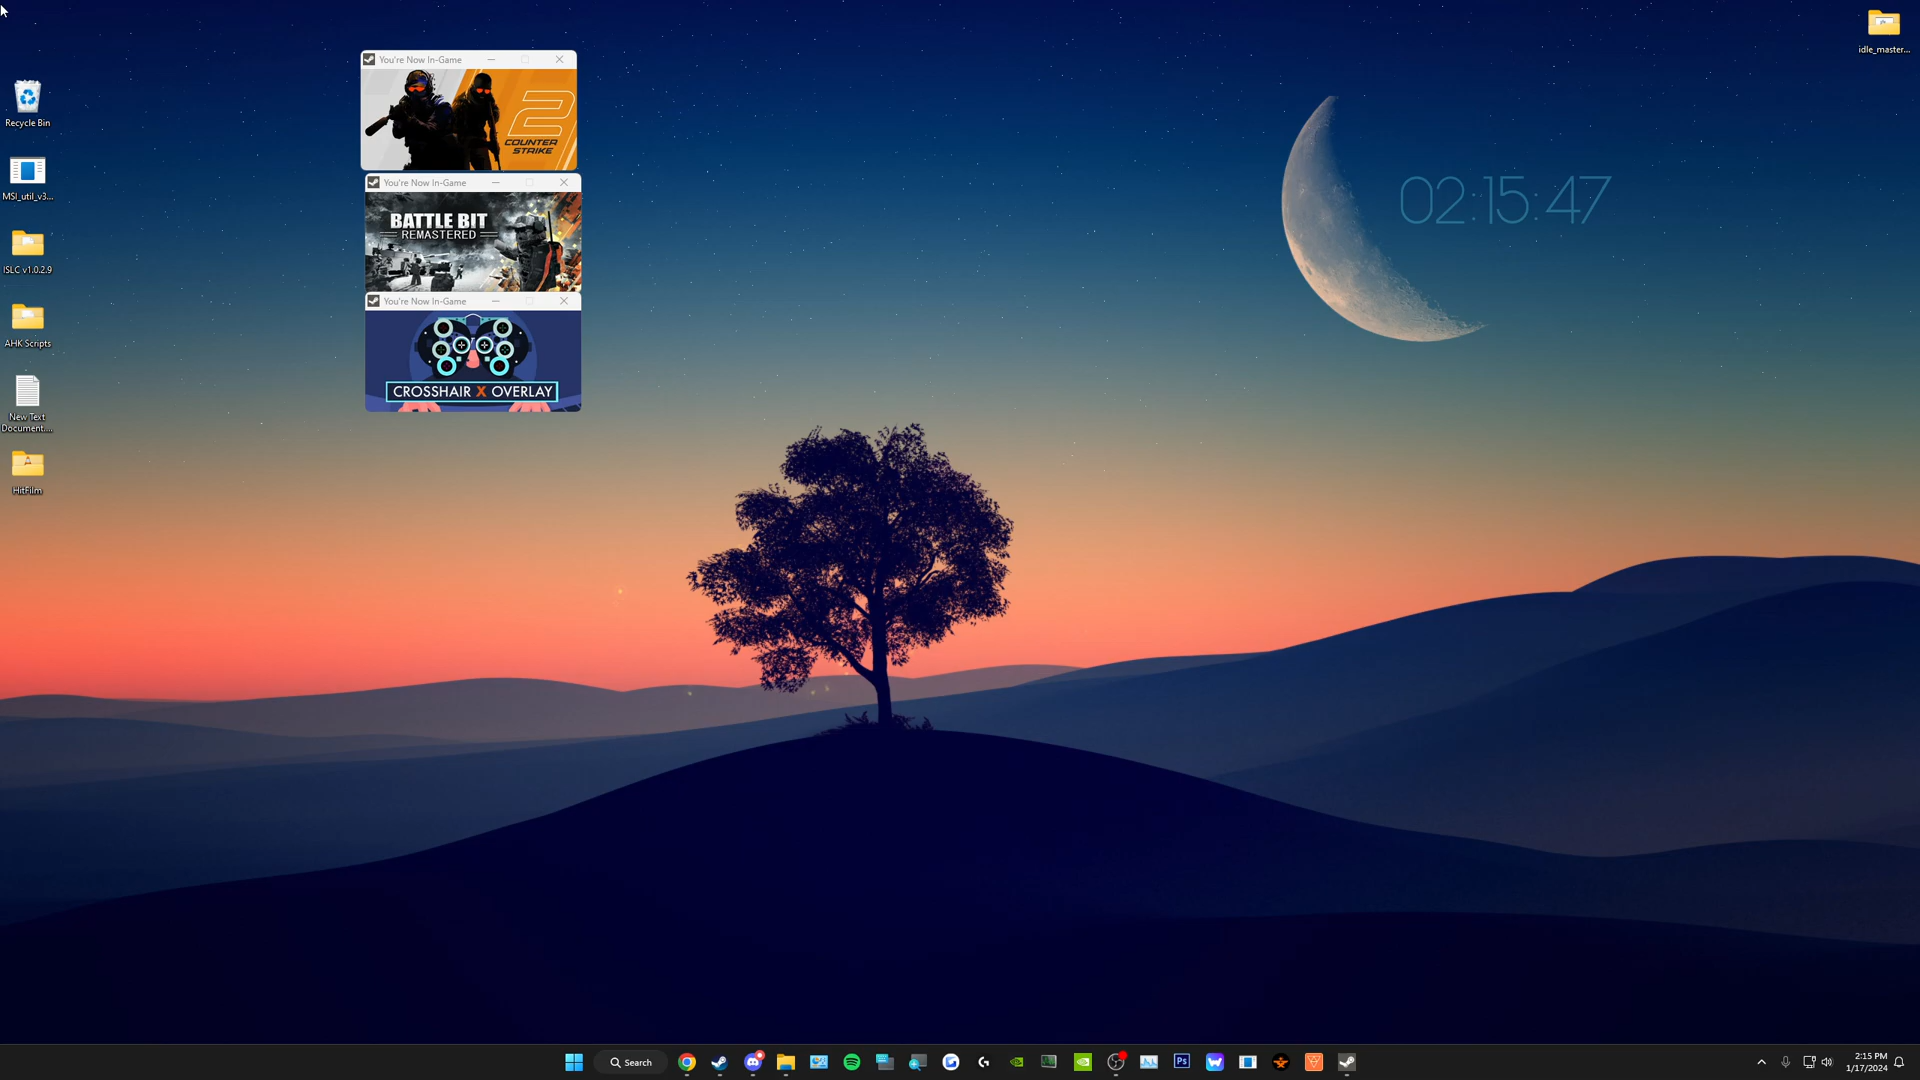 idle_master...
You're Now In-Game
2
COUNTER
STRIKE
Recycle Bin
MSI_util_v3...
You're Now In-Game
BATTLE BIT
REMASTERED
02:15:47
ISLC v1.0.2.9
You're Now In-Game
AHK Scripts
CROSSHAIR X OVERLAY
New Text
Document....
HitFilm
Search
Ps
2:15 PM
1/17/2024